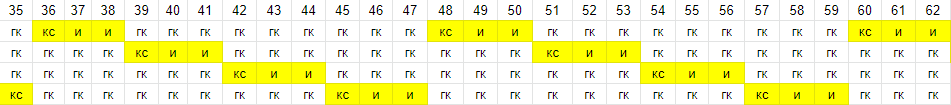 35 36 37 38 39 40 41 42 43 44 45 46 47 48 49 50 51 52 53 54 55 56 57 58 59 60 61 62
гк кс и и гк гк гк гк гк гк гк гк гк кс и и гк гк гк гк гк гк гк гк гк кс и и
гк гк гк гк кс и и гк гк гк гк гк гк гк гк гк кс и и гк гк гк гк гк гк гк гк гк
гк гк гк гк гк гк гк кс и и гк гк гк гк гк гк гк гк гк кс и и гк гк гк гк гк гк
кс гк гк гк гк гк гк гк гк гк кс и и гк гк гк гк гк гк гк гк гк кс и и гк гк гк